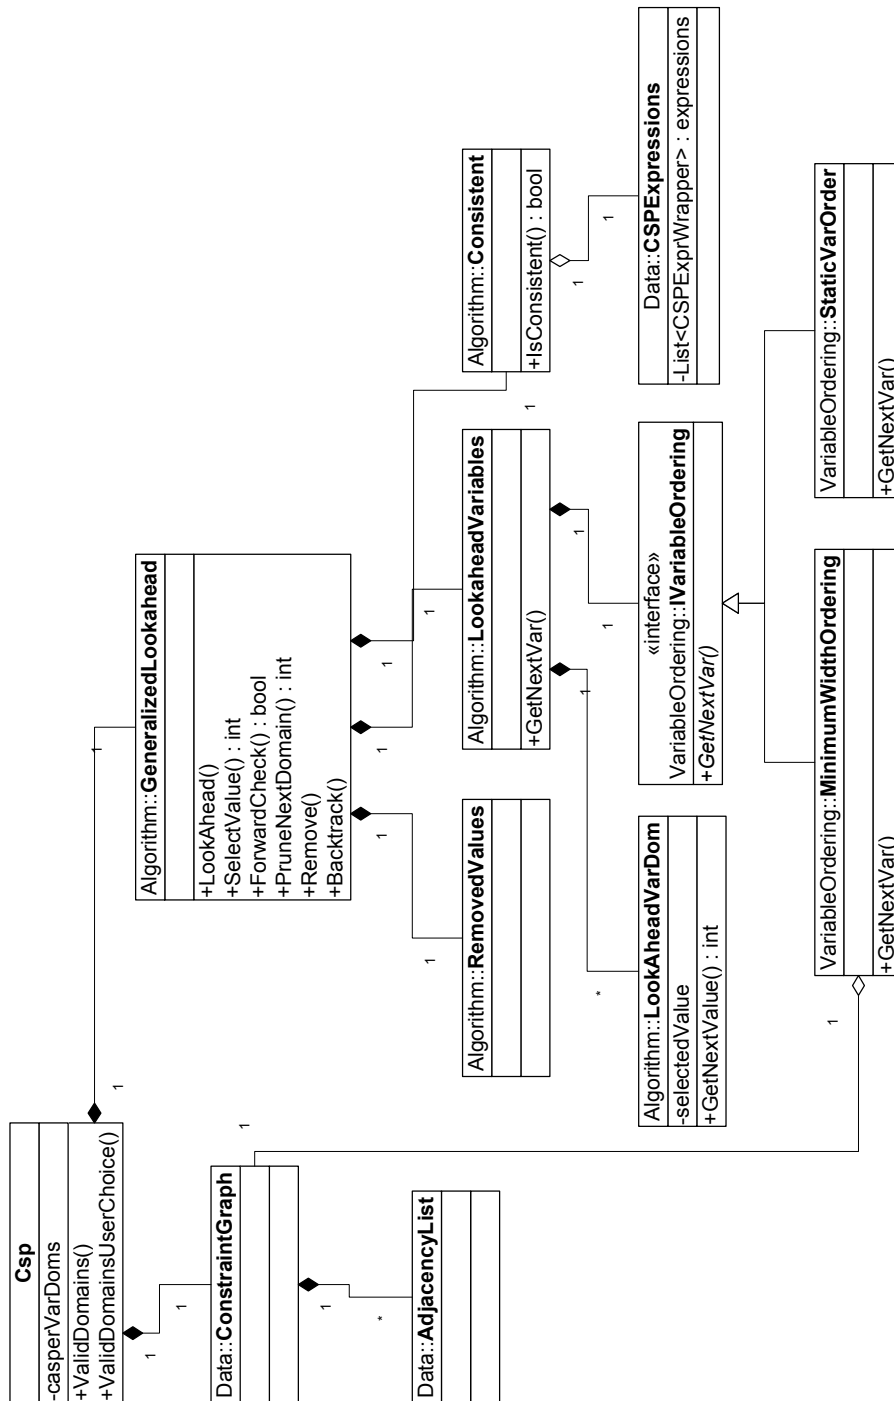 Csp
-casperVarDoms
+ValidDomains()
+ValidDomainsUserChoice()
1
1
1
1
Algorithm::GeneralizedLookahead
+LookAhead()
+SelectValue() : int
+ForwardCheck() : bool
+PruneNextDomain() : int
+Remove()
+Backtrack()
1
1
1
1
1
1
Data::ConstraintGraph
1
1
*
Data::AdjacencyList
Algorithm::RemovedValues
Algorithm::LookaheadVariables
+GetNextVar()
1
*
1
1
Algorithm::Consistent
+IsConsistent() : bool
1
1
Algorithm::LookAheadVarDom
-selectedValue
+GetNextValue() : int
«interface»
VariableOrdering::IVariableOrdering
+GetNextVar()
Data::CSPExpressions
-List<CSPExprWrapper> : expressions
VariableOrdering::MinimumWidthOrdering
+GetNextVar()
1
VariableOrdering::StaticVarOrder
+GetNextVar()